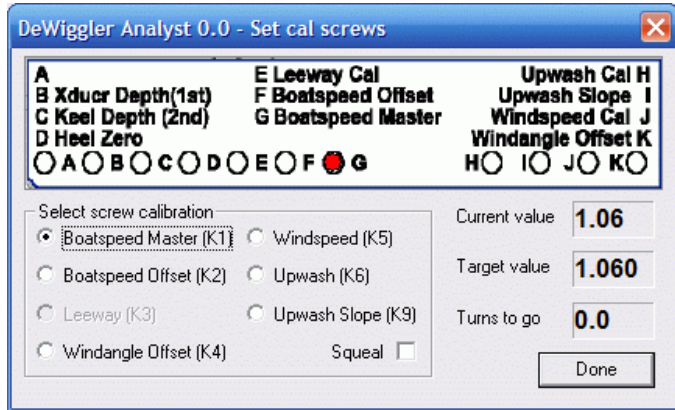 DeWiggler Analyst 0.0 - Set cal screws
A E Leeway Cal Upwash Cal H
B Xducr Depth(1st) F Boatspeed Offset Upwash Slope I
C Keel Depth (2nd) G Boatspeed Master Windspeed Cal J
D Heel Zero Windangle Offset K
A B C D E F G H I J K
Select screw calibration
Boatspeed Master (K1) Windspeed (K5)
Boatspeed Offset (K2) Upwash (K6)
Leeway (K3) Upwash Slope (K9)
Windangle Offset (K4) Squeal
Current value 1.06
Target value 1.060
Turns to go 0.0
Done